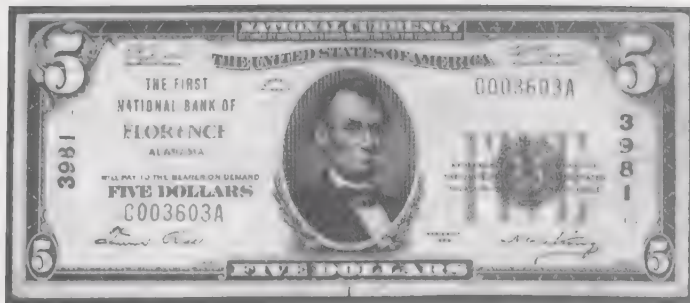 NATIONAL CURRENCY
5 5
THE UNITED STATES OF AMERICA
THE FIRST
NATIONAL BANK OF
FLORENCE
ALABAMA
C003603A
3981
3981
WILL PAY TO THE BEARER ON DEMAND
FIVE DOLLARS
C003603A
5 5
FIVE DOLLARS